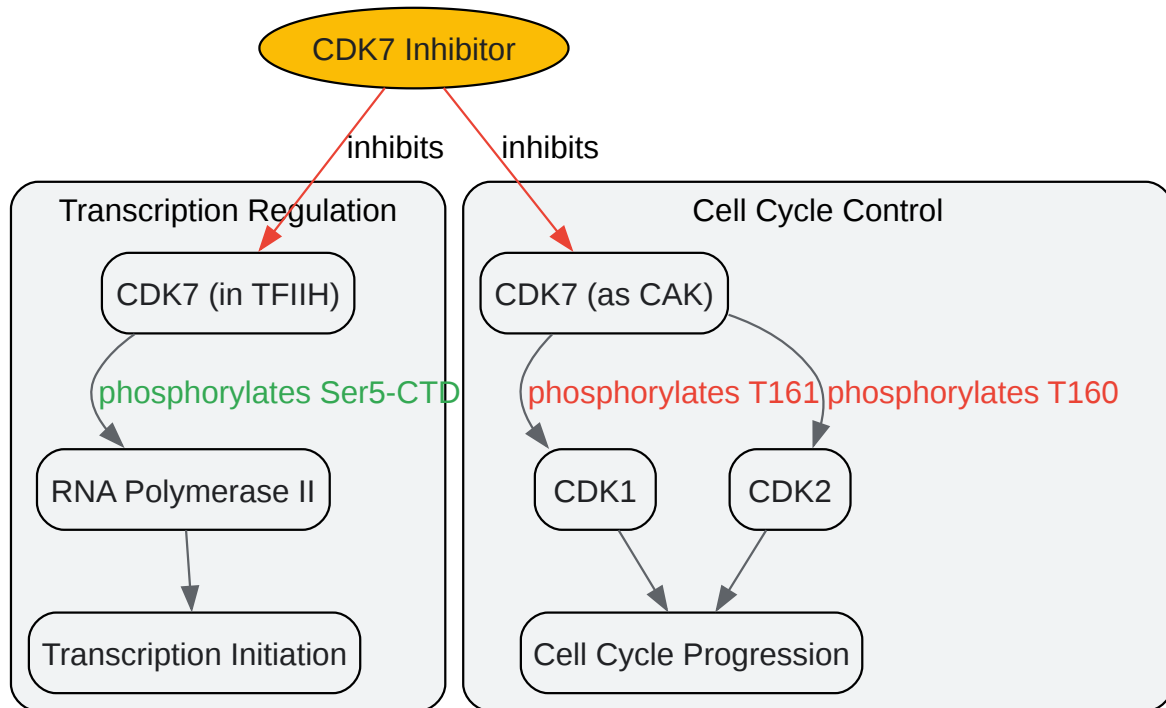 CDK7 Inhibitor
inhibits
inhibits
Transcription Regulation
Cell Cycle Control
CDK7 (in TFIIH)
CDK7 (as CAK)
phosphorylates Ser5-CTD
phosphorylates T161
phosphorylates T160
RNA Polymerase II
CDK1
CDK2
Transcription Initiation
Cell Cycle Progression